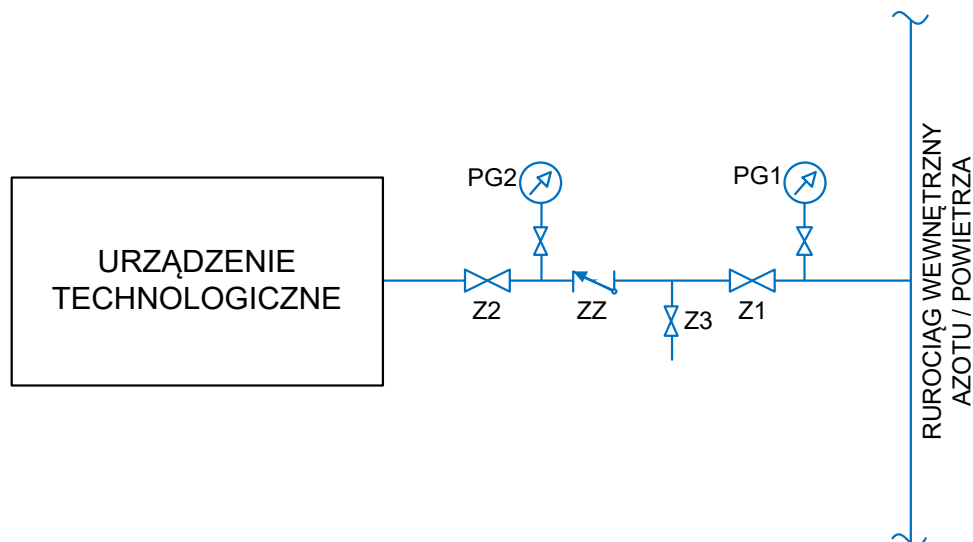 PG2
PG1
URZĄDZENIE
TECHNOLOGICZNE
Z2
ZZ
Z3
Z1
RUROCIĄG WEWNĘTRZNY
AZOTU / POWIETRZA